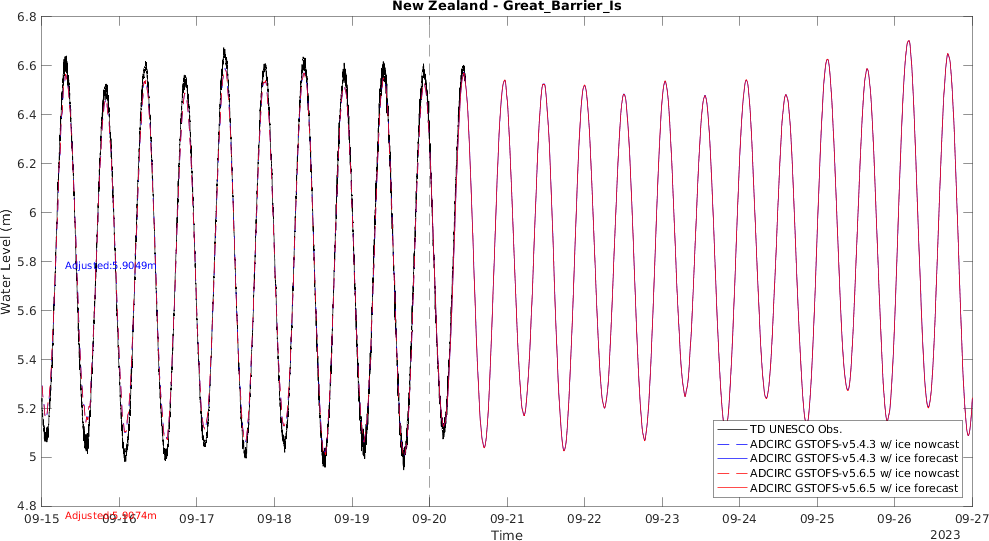 New Zealand - Great_Barrier_Is
6.8
6.6
6.4
6.2
6
5.8
5.6
5.4
5.2
5
4.8
Water Level (m)
Adjusted:5.9049m
Adjusted:5.9074m
TD UNESCO Obs.
ADCIRC GSTOFS-v5.4.3 w/ ice nowcast
ADCIRC GSTOFS-v5.4.3 w/ ice forecast
ADCIRC GSTOFS-v5.6.5 w/ ice nowcast
ADCIRC GSTOFS-v5.6.5 w/ ice forecast
09-15 09-16 09-17 09-18 09-19 09-20 09-21 09-22 09-23 09-24 09-25 09-26 09-27
Time
2023